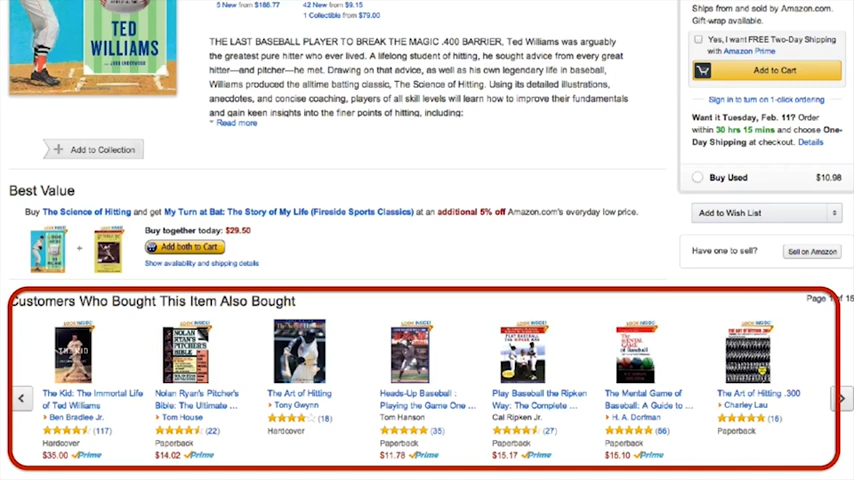 5 New from $186.77
42 New from $9.15
1 Collectible from $79.00
TED
WILLIAMS
THE LAST BASEBALL PLAYER TO BREAK THE MAGIC .400 BARRIER, Ted Williams was arguably
the greatest pure hitter who ever lived. A lifelong student of hitting, he sought advice from every great
hitter—and pitcher—he met. Drawing on that advice, as well as his own legendary life in baseball,
Williams produced the alltime batting classic, The Science of Hitting. Using its detailed illustrations,
anecdotes, and concise coaching, players of all skill levels will learn how to improve their fundamentals
and gain keen insights into the finer points of hitting, including:
Read more
Add to Collection
Ships from and sold by Amazon.com.
Gift-wrap available.
Yes, I want FREE Two-Day Shipping
with Amazon Prime
Add to Cart
Sign in to turn on 1-click ordering
Want it Tuesday, Feb. 11? Order
within 30 hrs 15 mins and choose One-
Day Shipping at checkout. Details
Buy Used $10.98
Add to Wish List
Have one to sell? Sell on Amazon
Best Value
Buy The Science of Hitting and get My Turn at Bat: The Story of My Life (Fireside Sports Classics) at an additional 5% off Amazon.com's everyday low price.
+
Buy together today: $29.50
Add both to Cart
Show availability and shipping details
Customers Who Bought This Item Also Bought
Page 1 of 15
The Kid: The Immortal Life
of Ted Williams
Ben Bradlee Jr.
(117)
Hardcover
$35.00 Prime
Nolan Ryan's Pitcher's
Bible: The Ultimate ...
Tom House
(22)
Paperback
$14.02 Prime
The Art of Hitting
Tony Gwynn
(18)
Hardcover
Heads-Up Baseball :
Playing the Game One ...
Tom Hanson
(35)
Paperback
$11.78 Prime
Play Baseball the Ripken
Way: The Complete ...
Cal Ripken Jr.
(27)
Paperback
$15.17 Prime
The Mental Game of
Baseball: A Guide to ...
H. A. Dorfman
(56)
Paperback
$15.10 Prime
The Art of Hitting .300
Charley Lau
(16)
Paperback